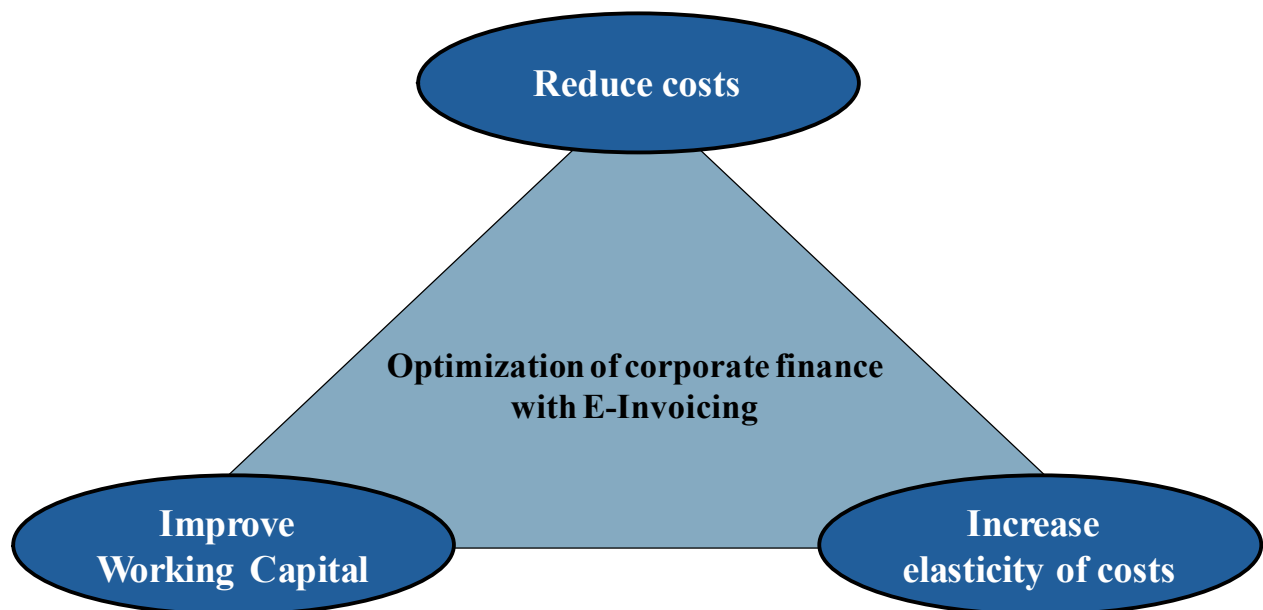 Reduce costs
Optimization of corporate finance
with E-Invoicing
Improve
Working Capital
Increase
elasticity of costs